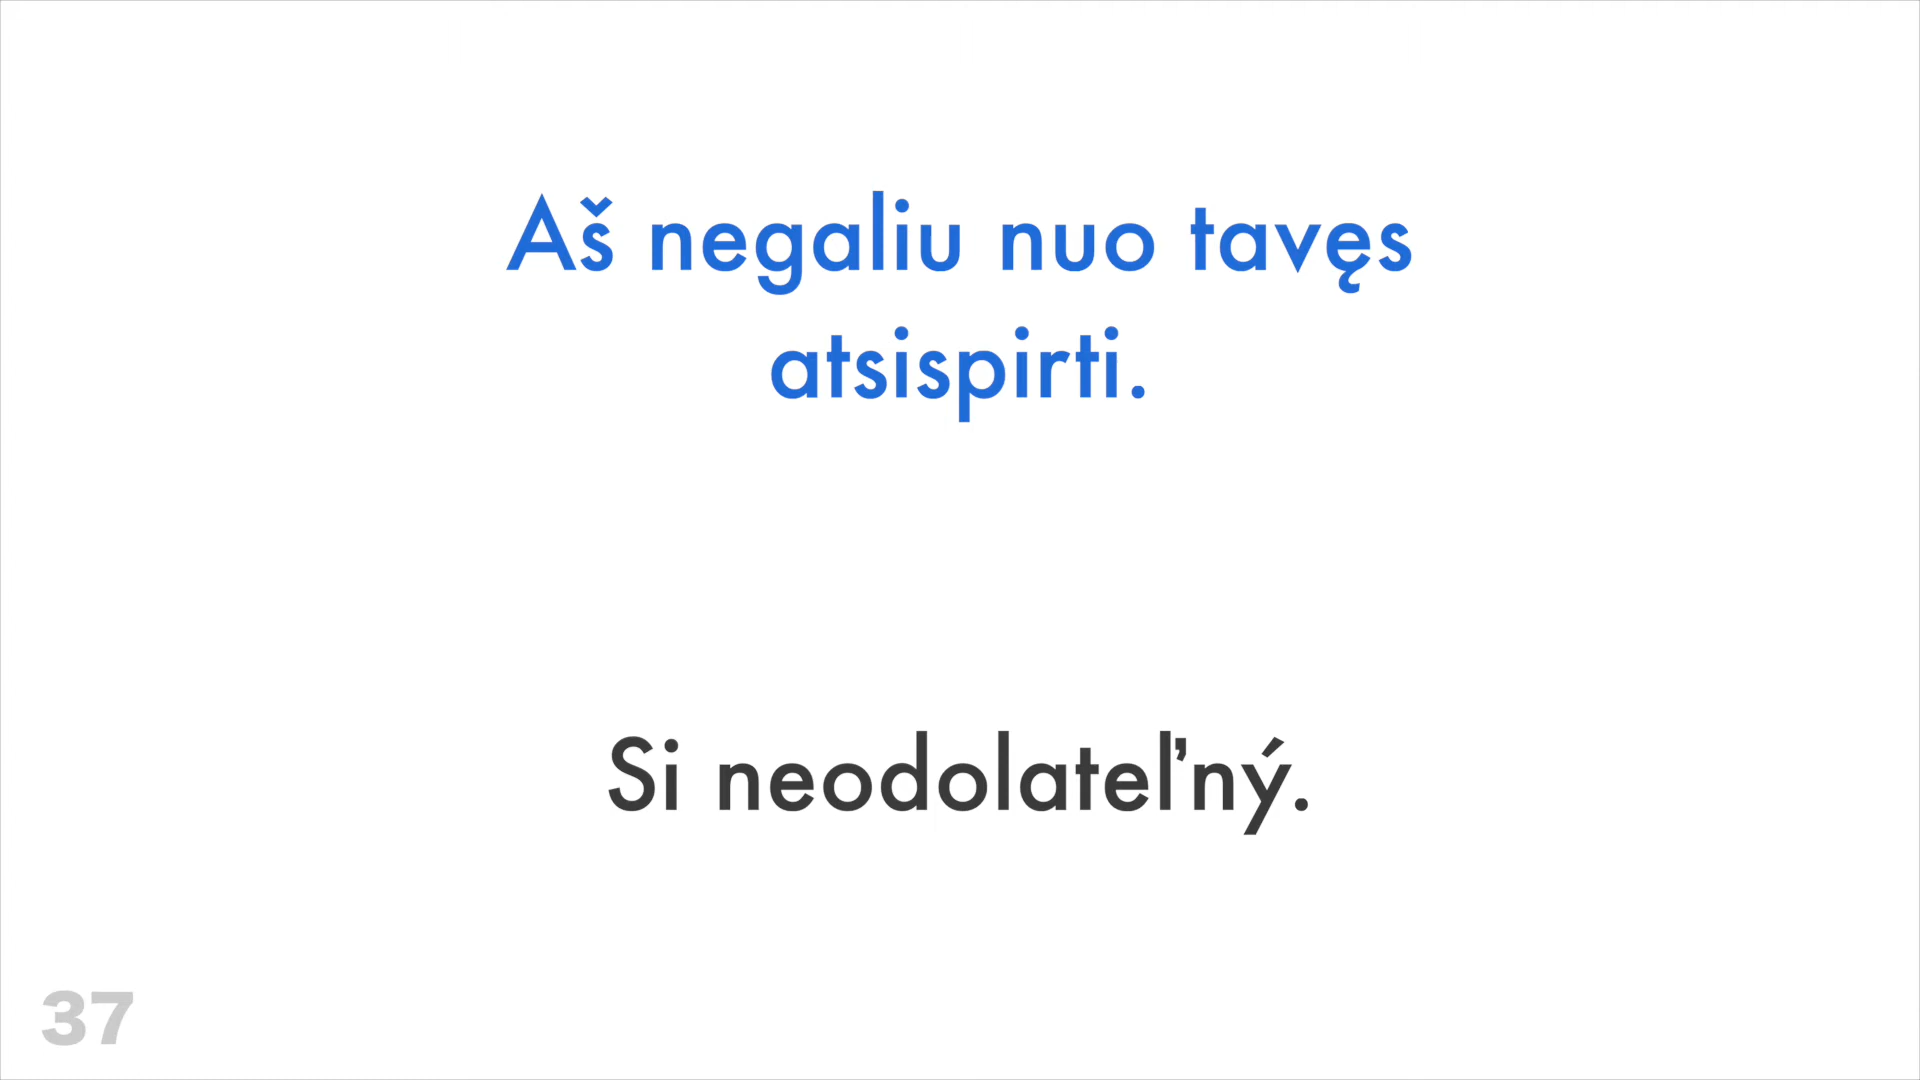 Aš negaliu nuo tavęs
atsispirti.
Si neodolateľný.
37